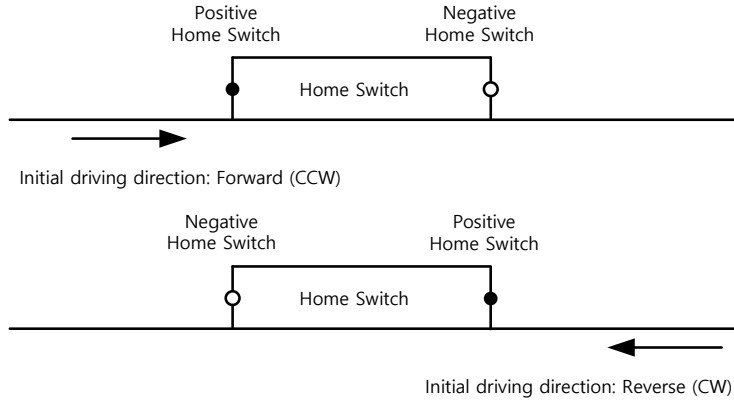 Positive
Home Switch
Negative
Home Switch
Home Switch
Initial driving direction: Forward (CCW)
Negative
Home Switch
Positive
Home Switch
Home Switch
Initial driving direction: Reverse (CW)